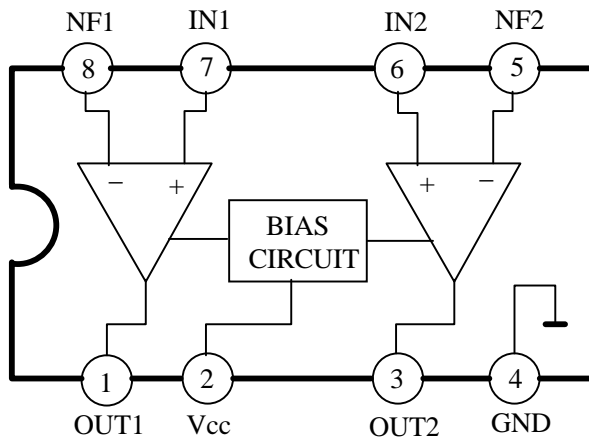 NF1 IN1 IN2 NF2
8 7 6 5
− + + −
BIAS
CIRCUIT
1 2 3 4
OUT1 Vcc OUT2 GND